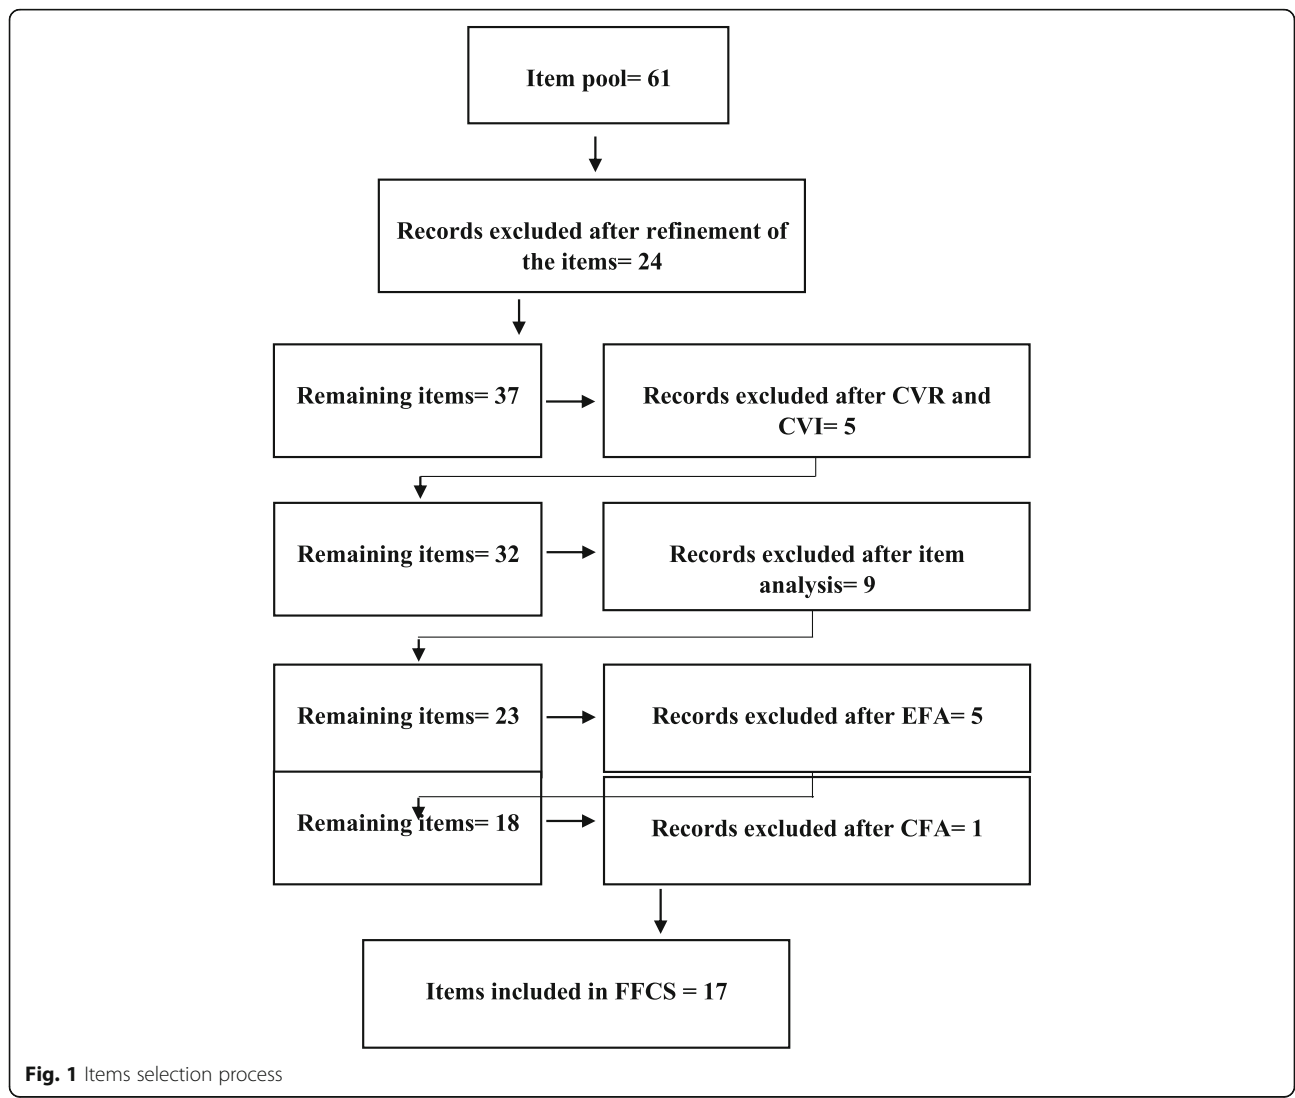 Item pool= 61
Records excluded after refinement of
the items= 24
Remaining items= 37
Records excluded after CVR and
CVI= 5
Remaining items= 32
Records excluded after item
analysis= 9
Remaining items= 23
Records excluded after EFA= 5
Remaining items= 18
Records excluded after CFA= 1
Items included in FFCS = 17
Fig. 1 Items selection process